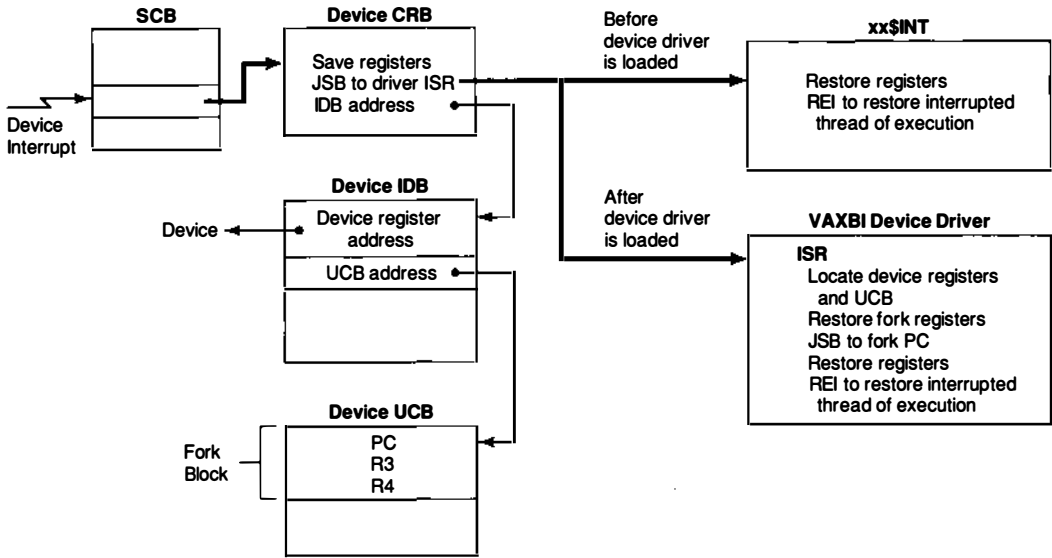 SCB
Device
Interrupt
Device CRB
Save registers
JSB to driver ISR
IDB address
Before
device driver
is loaded
xx$INT
Restore registers
REI to restore interrupted
thread of execution
Device IDB
Device register
address
UCB address
Device
After
device driver
is loaded
VAXBI Device Driver
ISR
Locate device registers
and UCB
Restore fork registers
JSB to fork PC
Restore registers
REI to restore interrupted
thread of execution
Device UCB
Fork
Block
PC
R3
R4